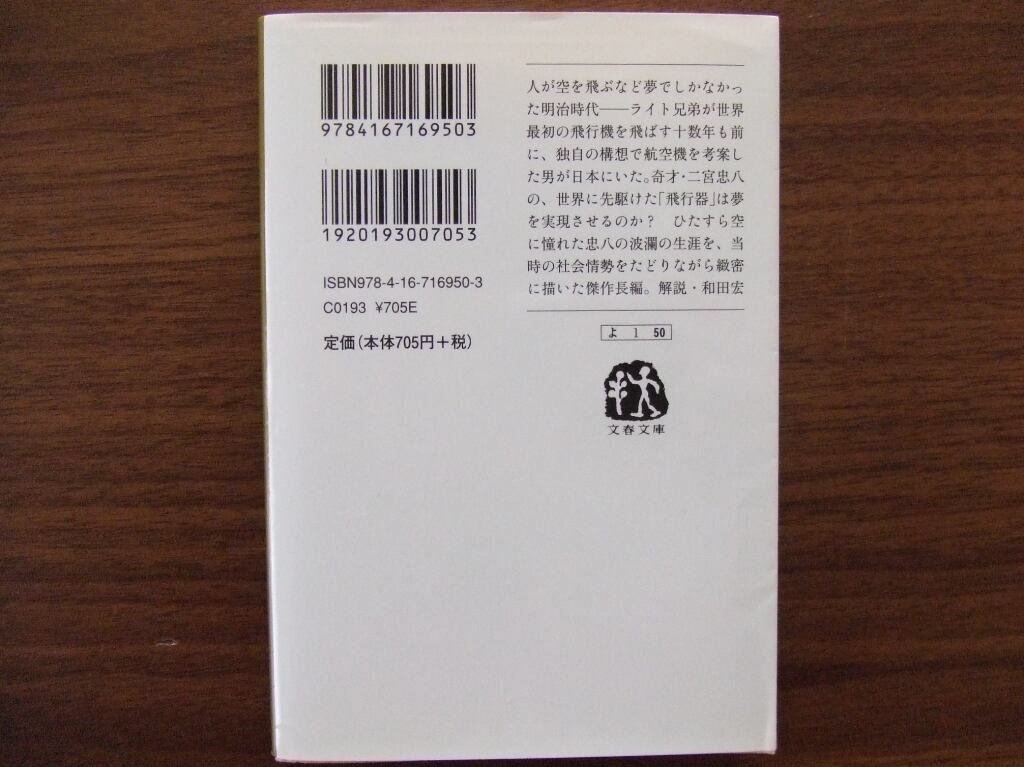 9784167169503
1920193007053
ISBN978-4-16-716950-3
C0193 ¥705E
定価(本体705円+税)
人が空を飛ぶなど夢でしかなかっ
た明治時代――ライト兄弟が世界
最初の飛行機を飛ばす十数年も前
に、独自の構想で航空機を考案し
た男が日本にいた。奇才・二宮忠八
の、世界に先駆けた「飛行器」は夢
を実現させるのか? ひたすら空
に憧れた忠八の波瀾の生涯を、当
時の社会情勢をたどりながら緻密
に描いた傑作長編。解説・和田宏
よ 1 50
文春文庫